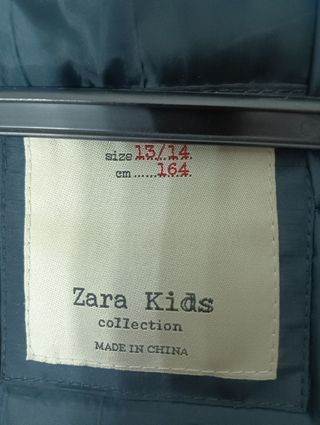 size 13/14
cm ......164.
Zara Kids
collection
MADE IN CHINA